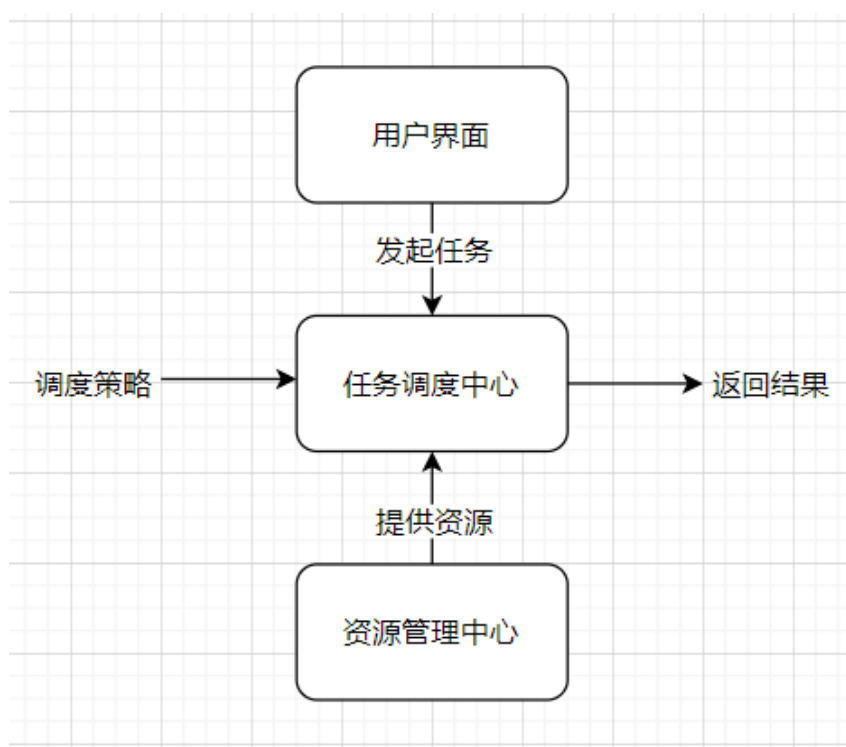 用户界面
发起任务
调度策略
任务调度中心
返回结果
提供资源
资源管理中心